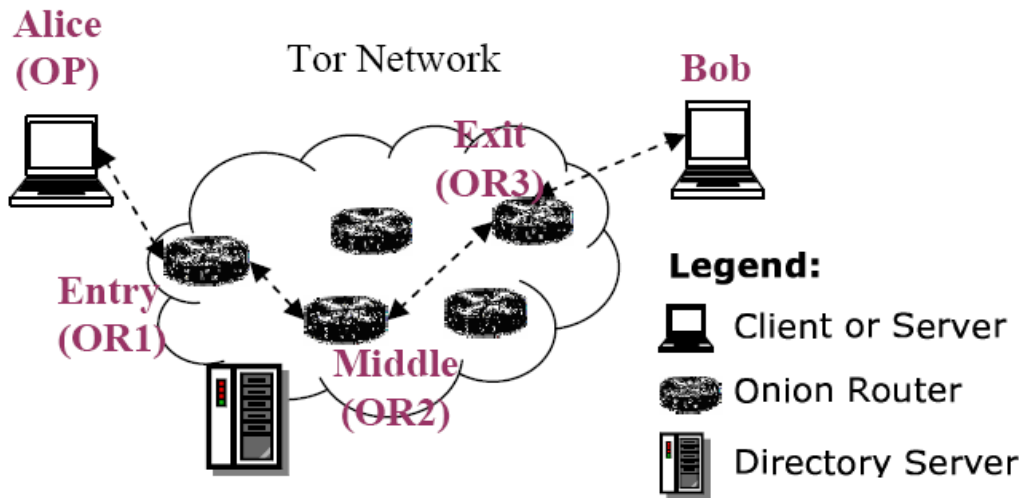 Alice
(OP)
Tor Network
Bob
Exit
(OR3)
Entry
(OR1)
Middle
(OR2)
Legend:
Client or Server
Onion Router
Directory Server